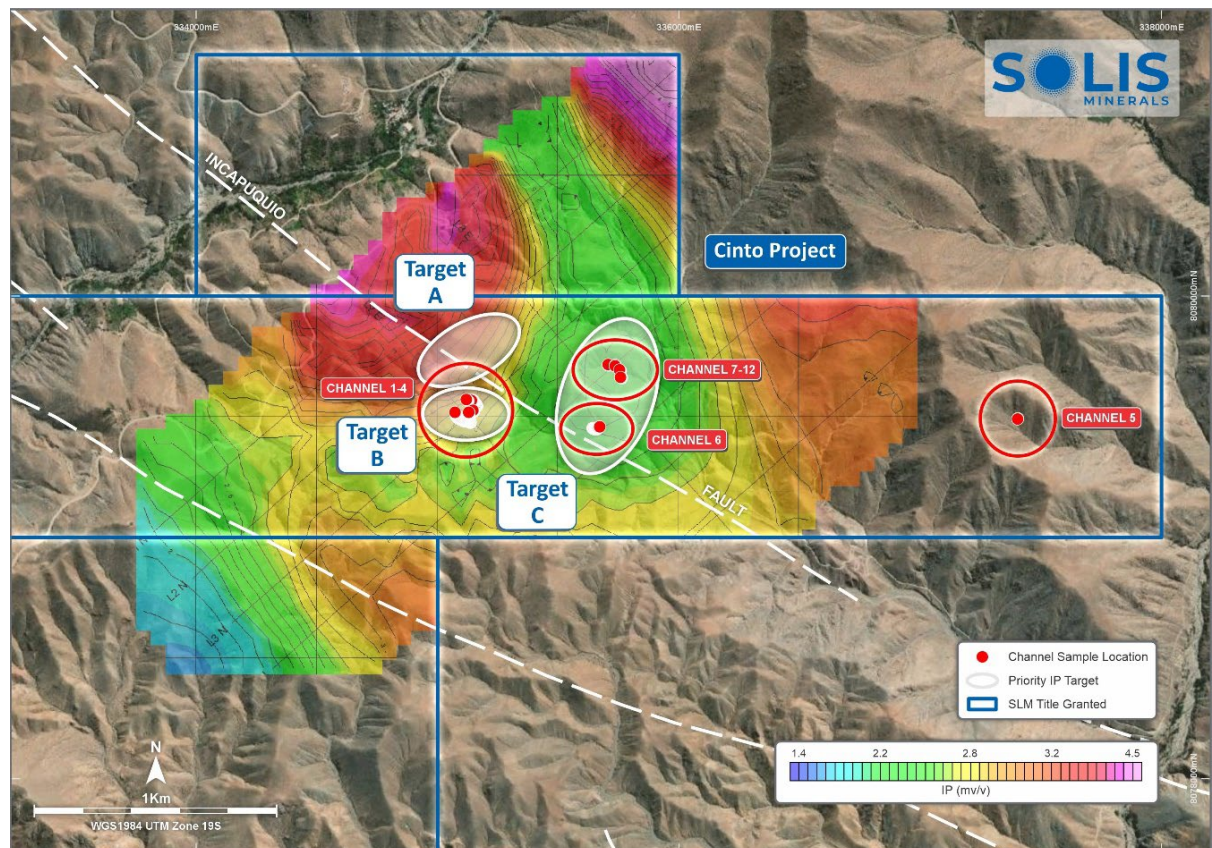 334000mE
336000mE
338000mE
SOLIS
MINERALS
INCAPUQUIO
Cinto Project
Target
A
8080000mN
CHANNEL 1-4
CHANNEL 7-12
Target
B
CHANNEL 6
CHANNEL 5
Target
C
FAULT
L2 N
L3 N
Channel Sample Location
Priority IP Target
SLM Title Granted
N
1Km
WGS1984 UTM Zone 19S
1.4
2.2
2.8
3.2
4.5
IP (mv/v)
8078000mN